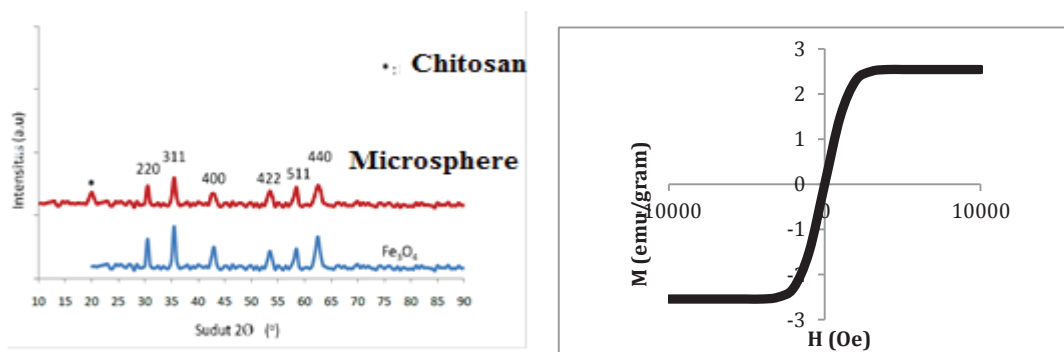 • : Chitosan
Intensitas (a.u)
Microsphere
220
311
400
422
511
440
Fe₃O₄
10 15 20 25 30 35 40 45 50 55 60 65 70 75 80 85 90
Sudut 2Θ (°)
M (emu/gram)
3
2
1
0
-1
-2
-3
10000
0
10000
H (Oe)